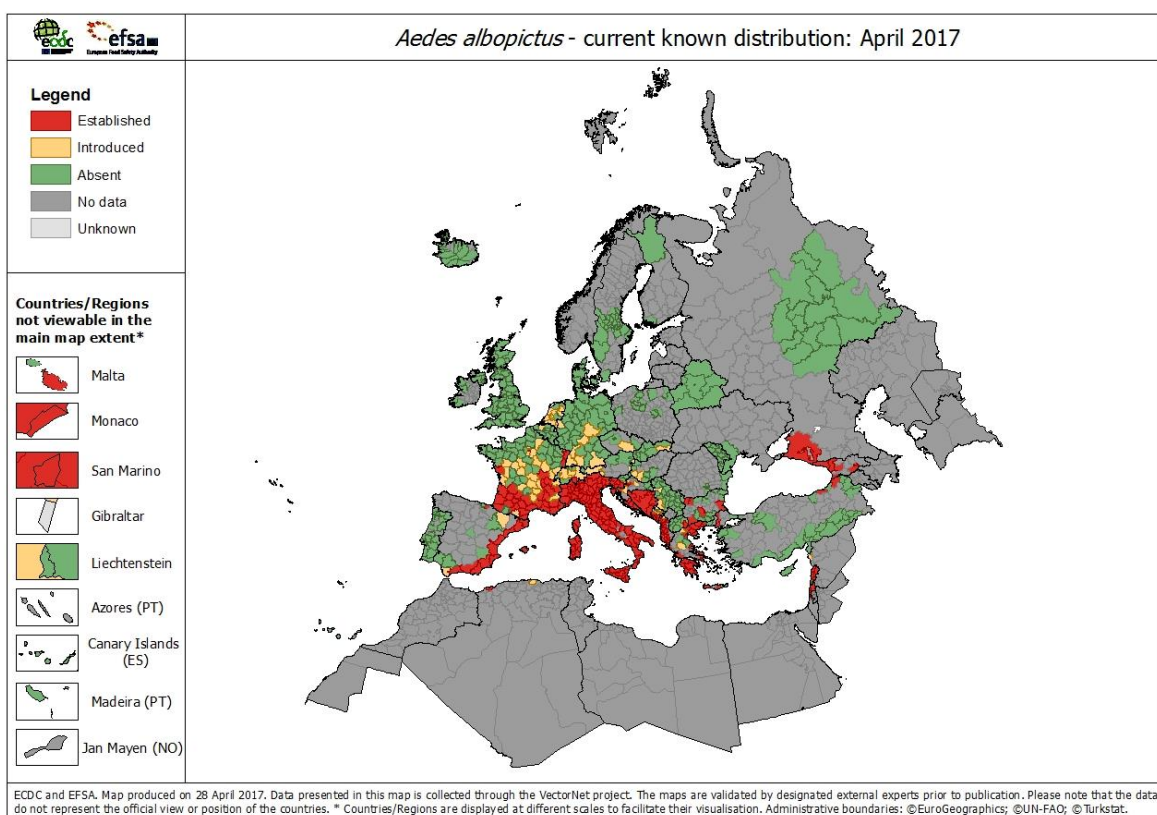 ecdc
efsa
European Food Safety Authority
Aedes albopictus - current known distribution: April 2017
Legend
Established
Introduced
Absent
No data
Unknown
Countries/Regions
not viewable in the
main map extent*
Malta
Monaco
San Marino
Gibraltar
Liechtenstein
Azores (PT)
Canary Islands
(ES)
Madeira (PT)
Jan Mayen (NO)
ECDC and EFSA. Map produced on 28 April 2017. Data presented in this map is collected through the VectorNet project. The maps are validated by designated external experts prior to publication. Please note that the data
do not represent the official view or position of the countries. * Countries/Regions are displayed at different scales to facilitate their visualisation. Administrative boundaries: ©EuroGeographics; ©UN-FAO; ©Turkstat.